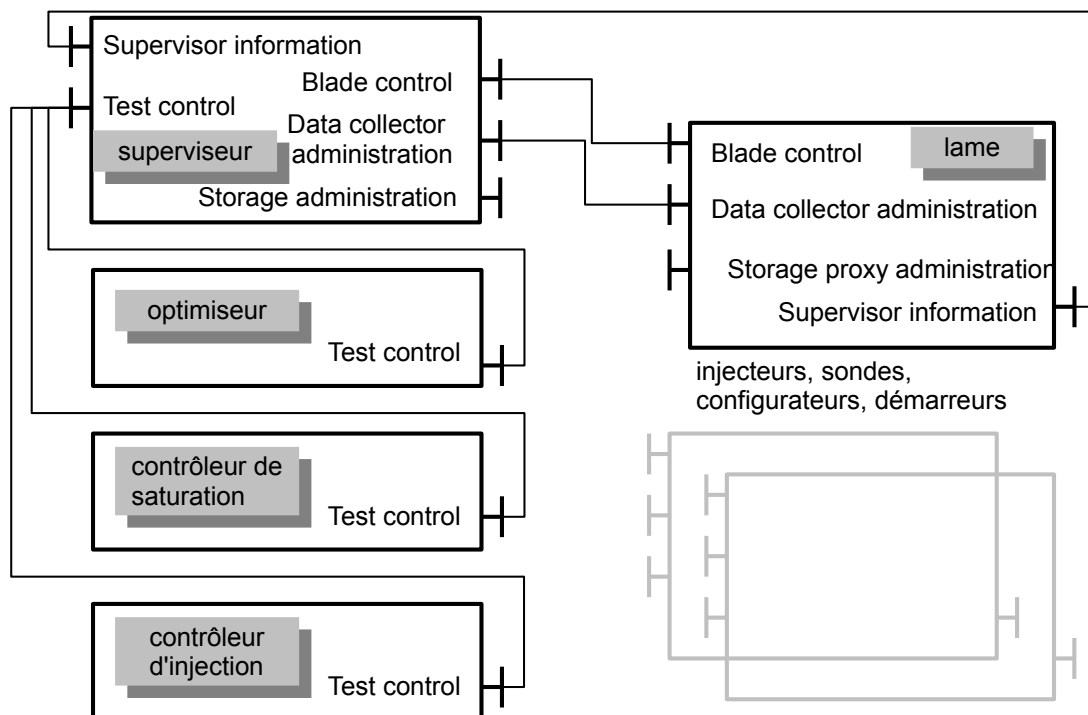 Supervisor information
Blade control
Test control
Data collector
administration
superviseur
Storage administration
Blade control
lame
Data collector administration
Storage proxy administration
Supervisor information
injecteurs, sondes,
configurateurs, démarreurs
optimiseur
Test control
contrôleur de
saturation
Test control
contrôleur
d'injection
Test control